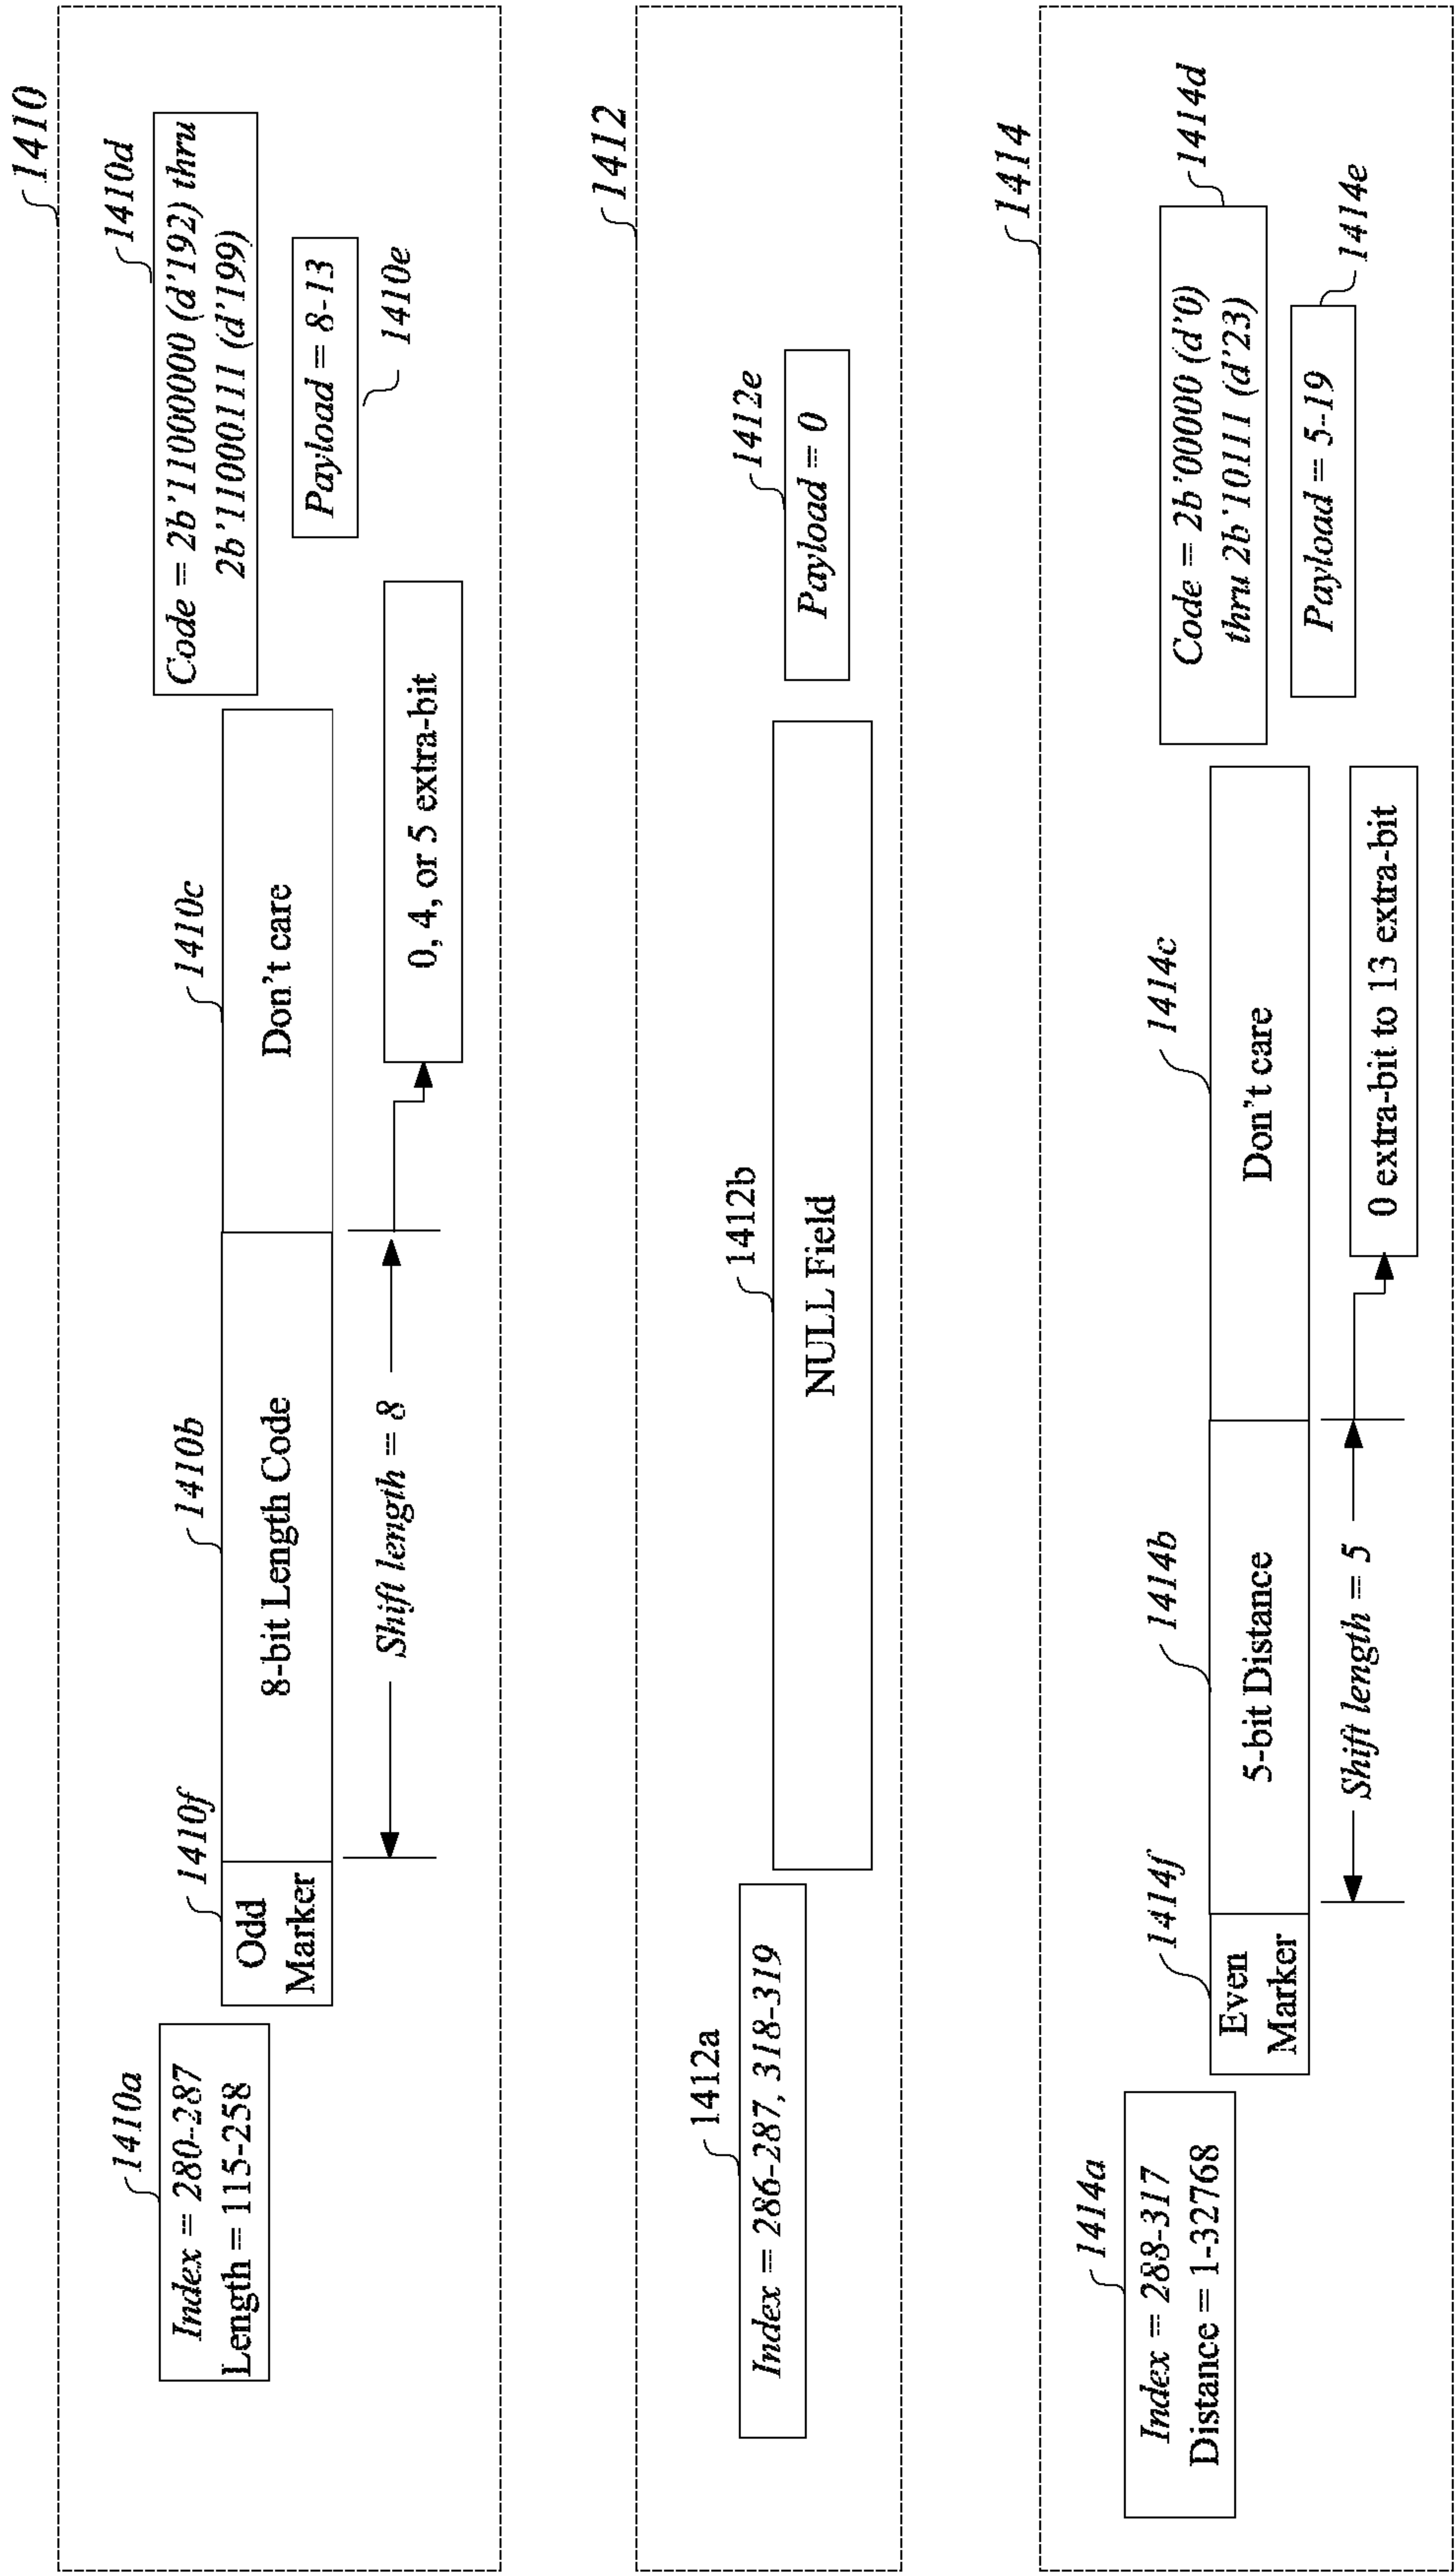 1410
1410a
Index = 280-287
Length = 115-258
1410f
Odd
Marker
1410b
8-bit Length Code
1410c
Don't care
1410d
Code = 2b'11000000 (d'192) thru
2b'11000111 (d'199)
Payload = 8-13
1410e
Shift length = 8
0, 4, or 5 extra-bit
1412
1412a
Index = 286-287, 318-319
1412b
NULL Field
1412e
Payload = 0
1414
1414a
Index = 288-317
Distance = 1-32768
1414f
Even
Marker
1414b
5-bit Distance
1414c
Don't care
1414d
Code = 2b'00000 (d'0)
thru 2b'10111 (d'23)
Payload = 5-19
1414e
Shift length = 5
0 extra-bit to 13 extra-bit